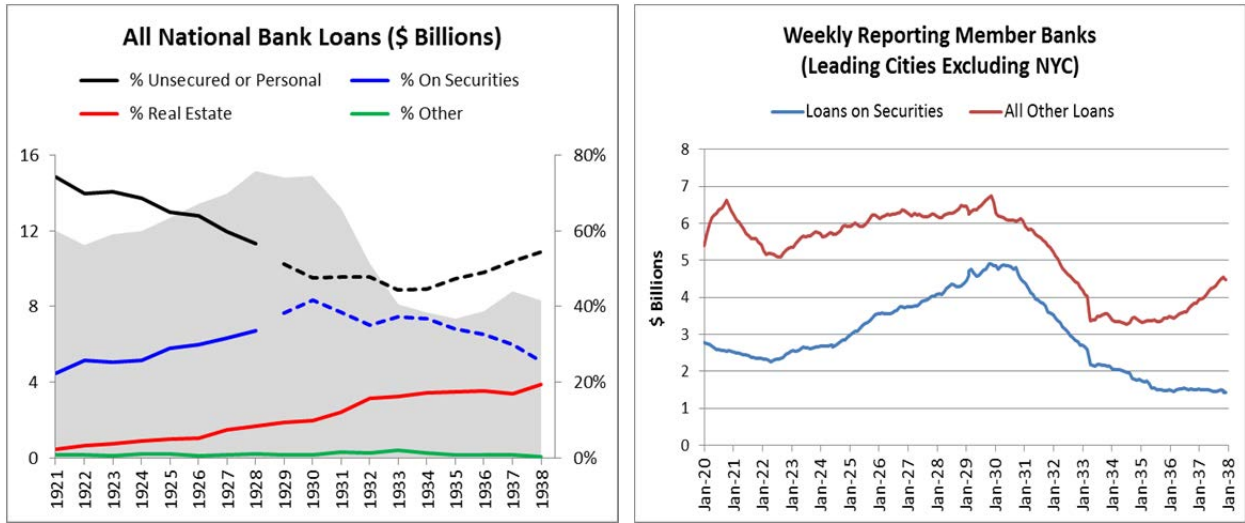 All National Bank Loans ($ Billions)
% Unsecured or Personal
% On Securities
% Real Estate
% Other
16
12
8
4
0
80%
60%
40%
20%
0%
1921
1922
1923
1924
1925
1926
1927
1928
1929
1930
1931
1932
1933
1934
1935
1936
1937
1938
Weekly Reporting Member Banks
(Leading Cities Excluding NYC)
Loans on Securities
All Other Loans
$ Billions
8
7
6
5
4
3
2
1
0
Jan-20
Jan-21
Jan-22
Jan-23
Jan-24
Jan-25
Jan-26
Jan-27
Jan-28
Jan-29
Jan-30
Jan-31
Jan-32
Jan-33
Jan-34
Jan-35
Jan-36
Jan-37
Jan-38